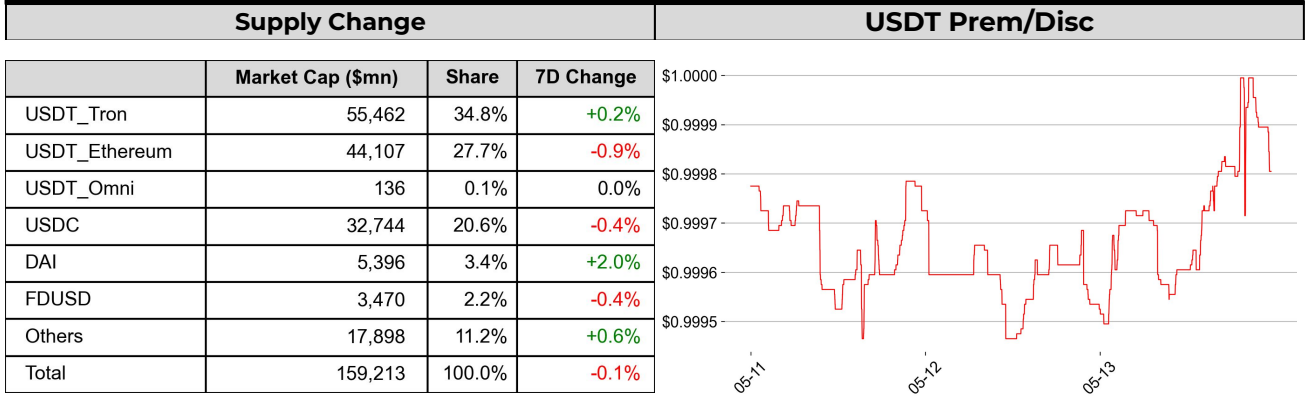 Supply Change
Market Cap ($mn) Share 7D Change
USDT_Tron 55,462 34.8% +0.2%
USDT_Ethereum 44,107 27.7% -0.9%
USDT_Omni 136 0.1% 0.0%
USDC 32,744 20.6% -0.4%
DAI 5,396 3.4% +2.0%
FDUSD 3,470 2.2% -0.4%
Others 17,898 11.2% +0.6%
Total 159,213 100.0% -0.1%
USDT Prem/Disc
$1.0000
$0.9999
$0.9998
$0.9997
$0.9996
$0.9995
05-11 05-12 05-13